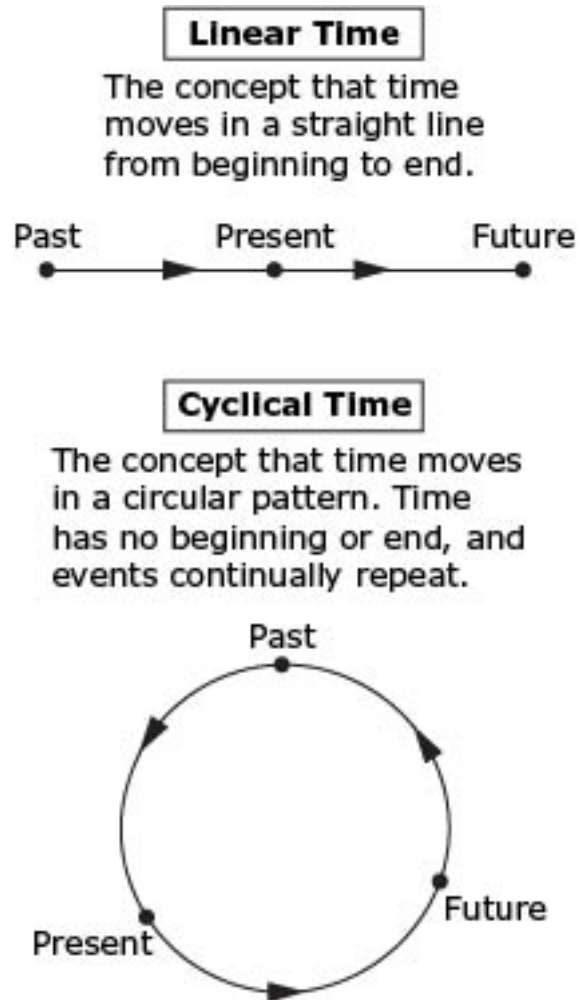 Linear Time
The concept that time
moves in a straight line
from beginning to end.
Past Present Future
Cyclical Time
The concept that time moves
in a circular pattern. Time
has no beginning or end, and
events continually repeat.
Past
Future
Present